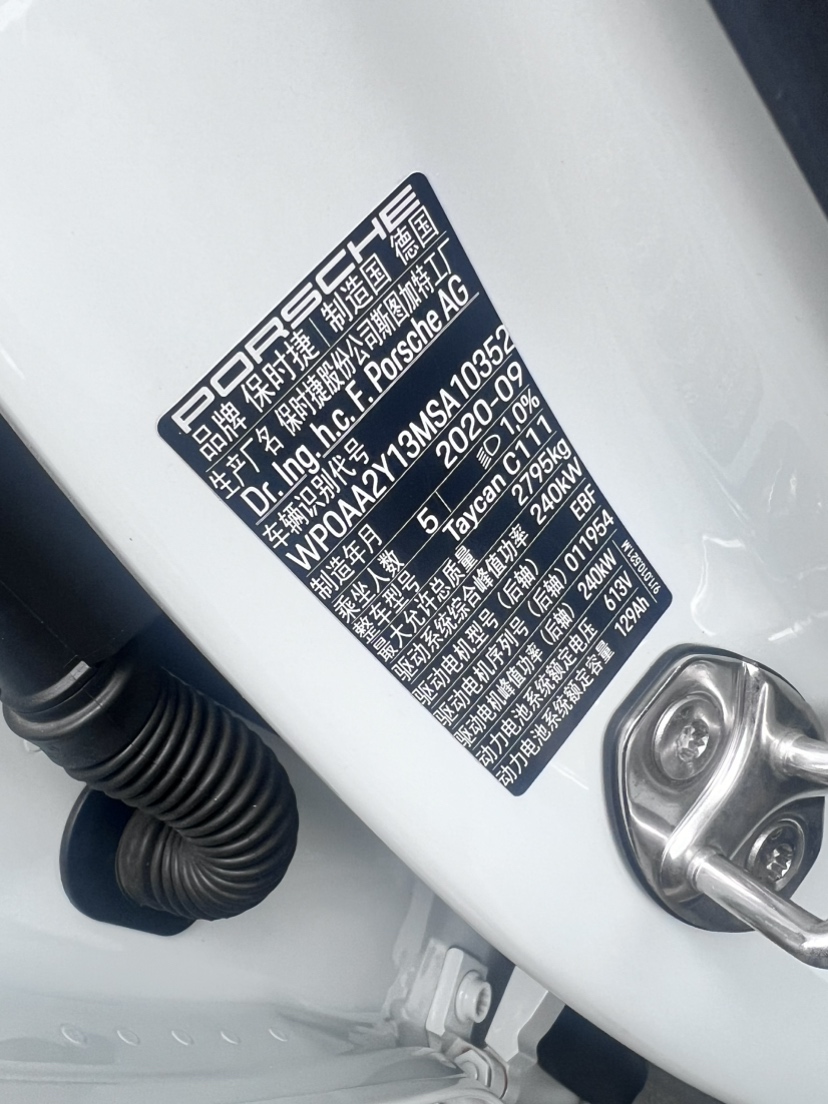 PORSCHE
品牌 保时捷 制造国 德国
生产厂名 保时捷股份公司斯图加特工厂
Dr. Ing. h.c. F. Porsche AG
车辆识别代号
WP0AA2Y13MSA10352
制造年月 2020-09
乘坐人数 5 1.0%
整车型号 Taycan C111
最大允许总质量 2795kg
驱动系统综合峰值功率 240kW
驱动电机型号（后轴） EBF
驱动电机序列号（后轴）011954
驱动电机峰值功率（后轴） 240kW
动力电池系统额定电压 613V
动力电池系统额定容量 129Ah